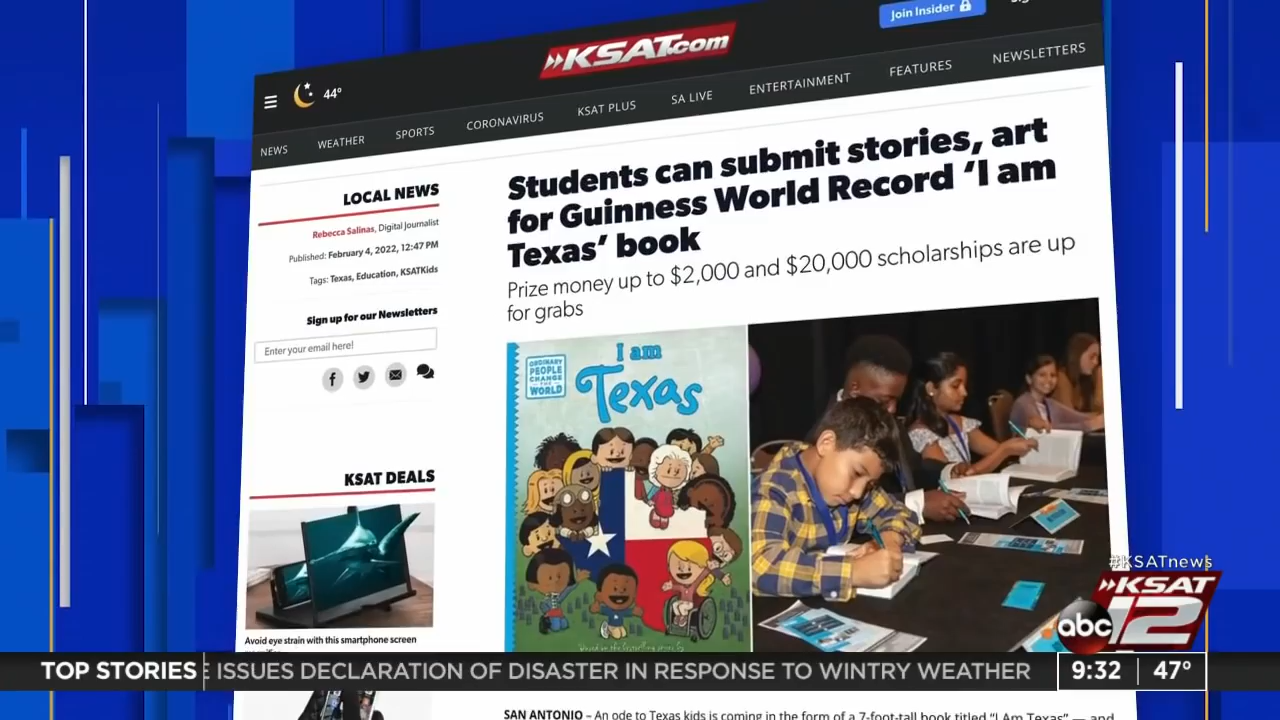 Join Insider
KSAT.com
44°
NEWS WEATHER SPORTS CORONAVIRUS KSAT PLUS SA LIVE ENTERTAINMENT FEATURES NEWSLETTERS
LOCAL NEWS
Rebecca Salinas, Digital Journalist
Published: February 4, 2022, 12:47 PM
Tags: Texas, Education, KSATKids
Sign up for our Newsletters
Enter your email here!
KSAT DEALS
Avoid eye strain with this smartphone screen
Students can submit stories, art
for Guinness World Record ‘I am
Texas’ book
Prize money up to $2,000 and $20,000 scholarships are up
for grabs
ORDINARY
PEOPLE
CHANGE
THE
WORLD
I am
Texas
#KSATnews
KSAT
abc 12
TOP STORIES E ISSUES DECLARATION OF DISASTER IN RESPONSE TO WINTRY WEATHER 9:32 47°
SAN ANTONIO – An ode to Texas kids is coming in the form of a 7-foot-tall book titled “I Am Texas” — and